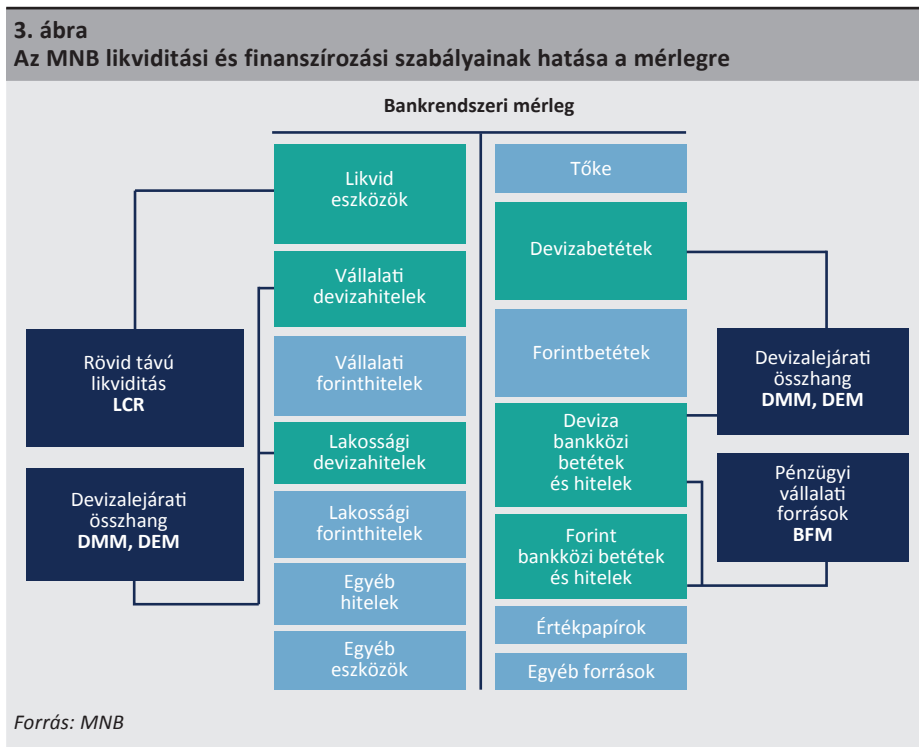 3. ábra
Az MNB likviditási és finanszírozási szabályainak hatása a mérlegre
Bankrendszeri mérleg
Likvid
eszközök
Vállalati
devizahitelek
Vállalati
forinthitelek
Lakossági
devizahitelek
Lakossági
forinthitelek
Egyéb
hitelek
Egyéb
eszközök
Rövid távú
likviditás
LCR
Devizalejárati
összhang
DMM, DEM
Tőke
Devizabetétek
Forintbetétek
Deviza
bankközi
betétek
és hitelek
Forint
bankközi betétek
és hitelek
Értékpapírok
Egyéb források
Devizalejárati
összhang
DMM, DEM
Pénzügyi
vállalati
források
BFM
Forrás: MNB